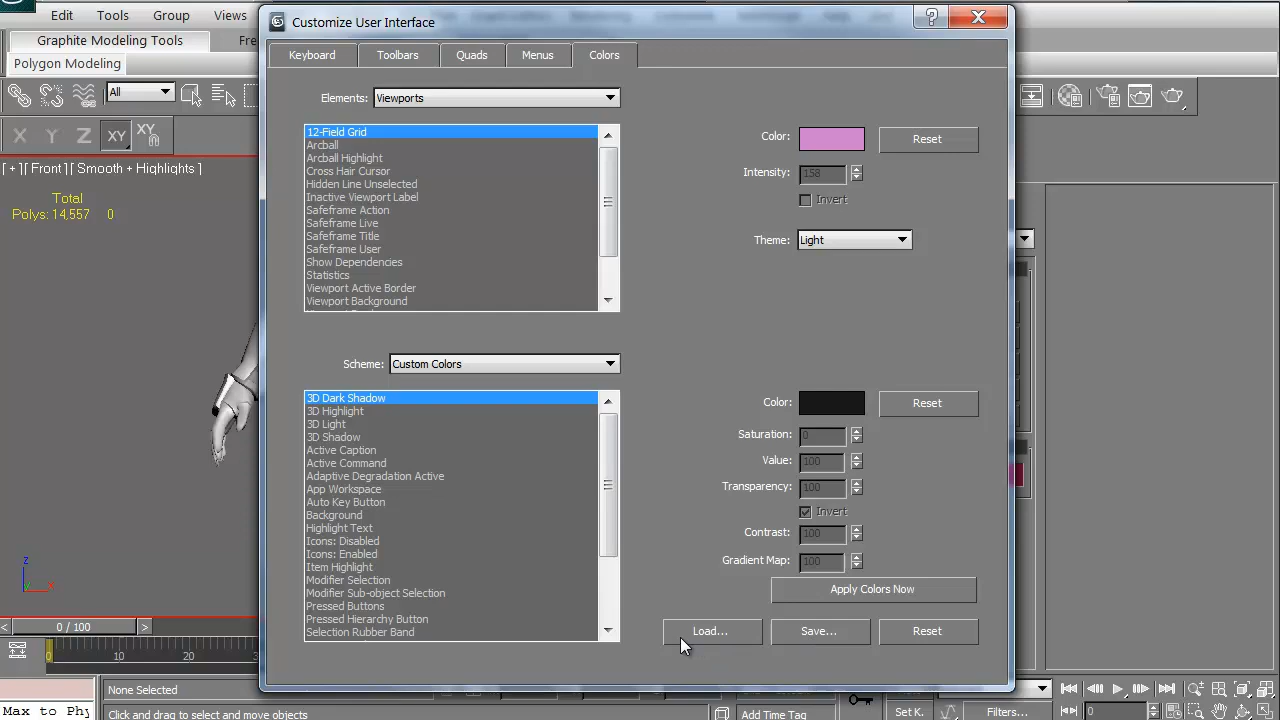 Customize User Interface
Edit Tools Group Views
Graphite Modeling Tools
Polygon Modeling
All
X Y Z XY XY
[ + ] [ Front ] [ Smooth + Highlights ]
Total
Polys: 14,557 0
Keyboard Toolbars Quads Menus Colors
Elements: Viewports
12-Field Grid
Arcball
Arcball Highlight
Cross Hair Cursor
Hidden Line Unselected
Inactive Viewport Label
Safeframe Action
Safeframe Live
Safeframe Title
Safeframe User
Show Dependencies
Statistics
Viewport Active Border
Viewport Background
Color: Reset
Intensity: 158
Invert
Theme: Light
Scheme: Custom Colors
3D Dark Shadow
3D Highlight
3D Light
3D Shadow
Active Caption
Active Command
Adaptive Degradation Active
App Workspace
Auto Key Button
Background
Highlight Text
Icons: Disabled
Icons: Enabled
Item Highlight
Modifier Selection
Modifier Sub-object Selection
Pressed Buttons
Pressed Hierarchy Button
Selection Rubber Band
Color: Reset
Saturation: 0
Value: 100
Transparency: 100
Invert
Contrast: 100
Gradient Map: 100
Apply Colors Now
Load... Save... Reset
z
x
< 0 / 100 >
0 10 20 30
None Selected
Max to Phy
Click or drag to select and move objects
Add Time Tag
Set K. Filters...
0